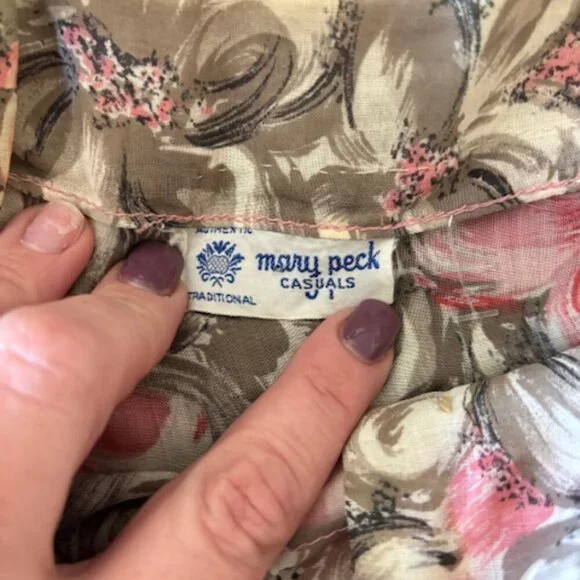 AUTHENTIC
mary peck
CASUALS
TRADITIONAL